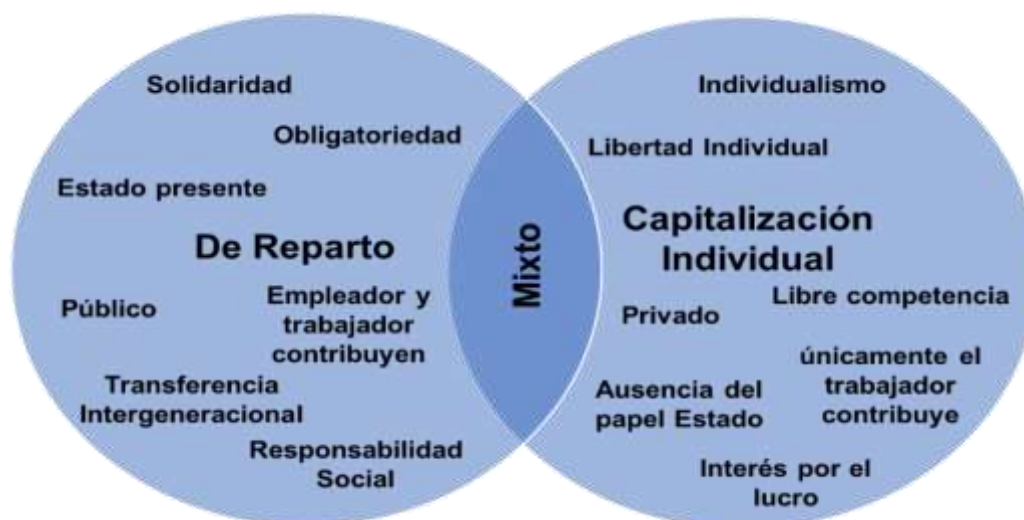 Solidaridad
Obligatoriedad
Estado presente
De Reparto
Público
Empleador y
trabajador
contribuyen
Transferencia
Intergeneracional
Responsabilidad
Social
Mixto
Individualismo
Libertad Individual
Capitalización
Individual
Libre competencia
Privado
únicamente el
trabajador
contribuye
Ausencia del
papel Estado
Interés por el
lucro